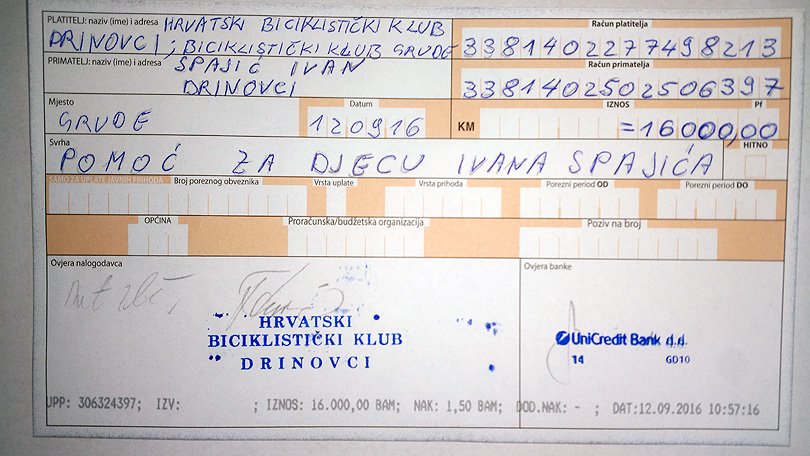 PLATITELJ: naziv (ime) i adresa HRVATSKI BICIKLISTIČKI KLUB
DRINOVCI ; BICIKLISTIČKI KLUB GRUDE
Račun platitelja
3381402277498213
PRIMATELJ: naziv (ime) i adresa SPAJIĆ IVAN
DRINOVCI
Račun primatelja
3381402502506397
Mjesto
GRUDE
Datum
120916
KM
IZNOS Pf
=16000,00
Svrha
POMOĆ ZA DJECU IVANA SPAJIĆA
HITNO
SAMO ZA UPLATE JAVNIH PRIHODA
Broj poreznog obveznika Vrsta uplate Vrsta prihoda Porezni period OD Porezni period DO
OPĆINA Proračunska/budžetska organizacija Poziv na broj
Ovjera nalogodavca
HRVATSKI
BICIKLISTIČKI KLUB
DRINOVCI
Ovjera banke
UniCredit Bank d.d.
14 GD10
UPP: 306324397; IZV: ; IZNOS: 16.000,00 BAM; NAK: 1,50 BAM; DOD.NAK: - ; DAT:12.09.2016 10:57:16